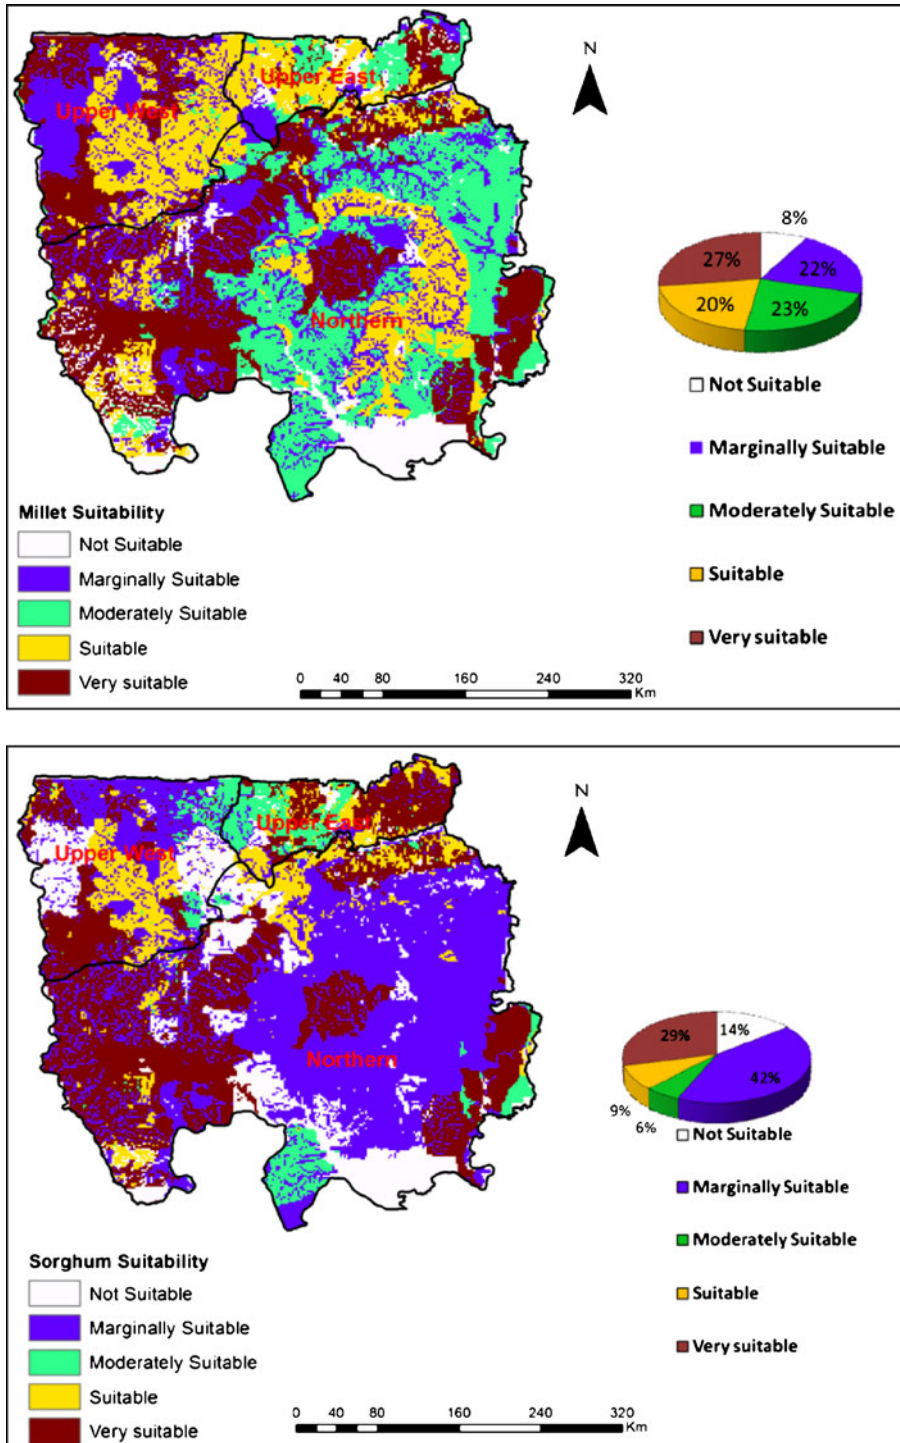 N
Upper East
Upper West
Northern
8%
27%
22%
20%
23%
Not Suitable
Marginally Suitable
Moderately Suitable
Suitable
Very suitable
Millet Suitability
Not Suitable
Marginally Suitable
Moderately Suitable
Suitable
Very suitable
0 40 80 160 240 320
Km
N
Upper East
Upper West
Northern
29%
14%
42%
9%
6%
Not Suitable
Marginally Suitable
Moderately Suitable
Suitable
Very suitable
Sorghum Suitability
Not Suitable
Marginally Suitable
Moderately Suitable
Suitable
Very suitable
0 40 80 160 240 320
Km